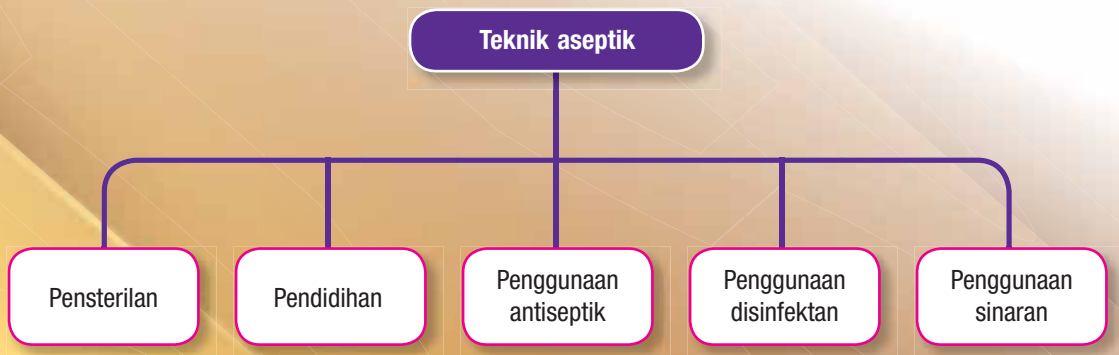 Teknik aseptik
Pensterilan
Pendidihan
Penggunaan
antiseptik
Penggunaan
disinfektan
Penggunaan
sinaran